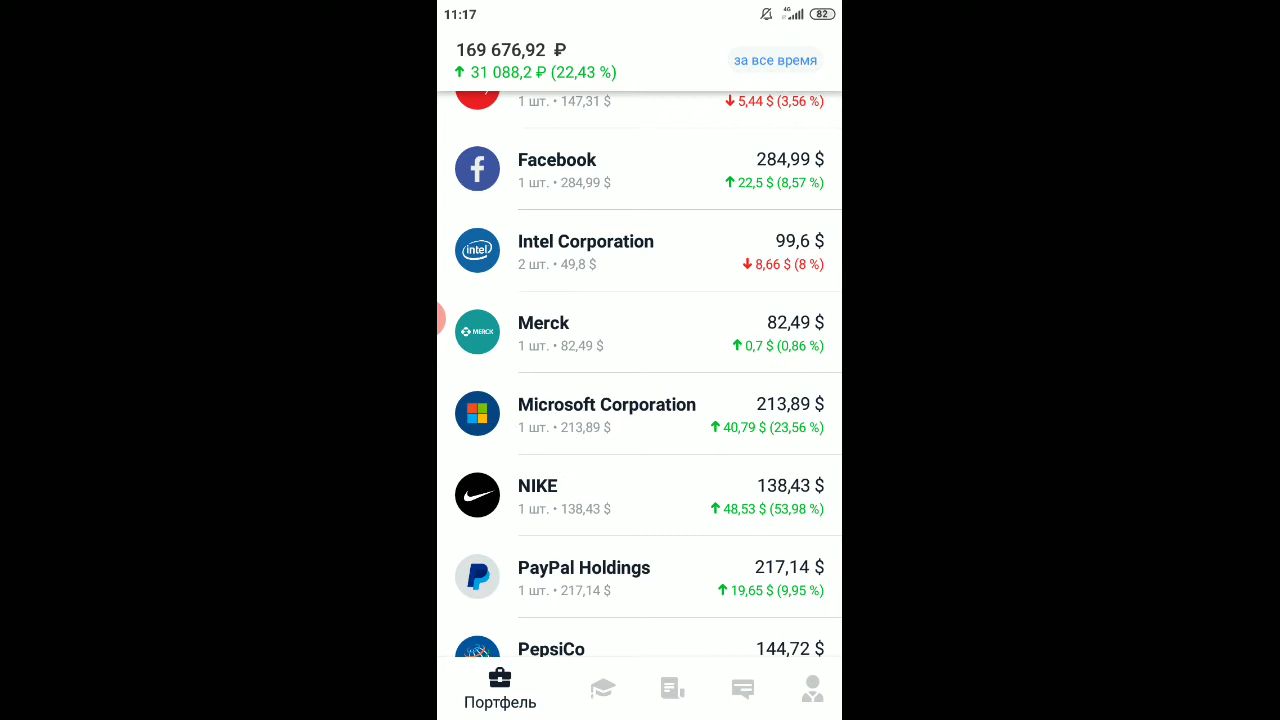 11:17
4G
82
169 676,92 ₽
31 088,2 ₽ (22,43 %)
за все время
1 шт. • 147,31 $
5,44 $ (3,56 %)
Facebook
284,99 $
1 шт. • 284,99 $
22,5 $ (8,57 %)
intel
Intel Corporation
99,6 $
2 шт. • 49,8 $
8,66 $ (8 %)
MERCK
Merck
82,49 $
1 шт. • 82,49 $
0,7 $ (0,86 %)
Microsoft Corporation
213,89 $
1 шт. • 213,89 $
40,79 $ (23,56 %)
NIKE
138,43 $
1 шт. • 138,43 $
48,53 $ (53,98 %)
PayPal Holdings
217,14 $
1 шт. • 217,14 $
19,65 $ (9,95 %)
PepsiCo
144,72 $
Портфель